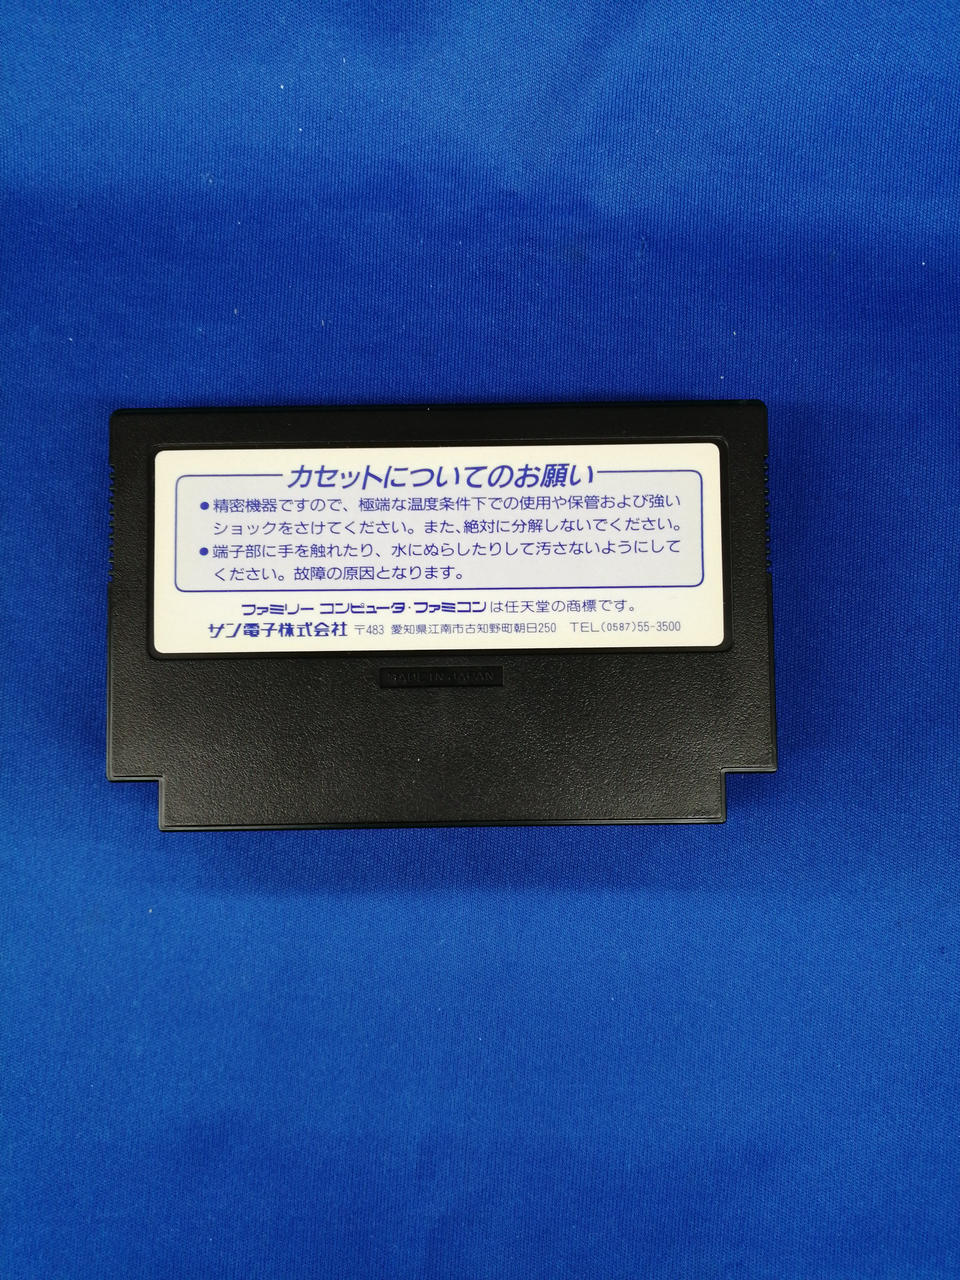 カセットについてのお願い
●精密機器ですので、極端な温度条件下での使用や保管および強い
ショックをさけてください。また、絶対に分解しないでください。
●端子部に手を触れたり、水にぬらしたりして汚さないようにして
ください。故障の原因となります。
ファミリー コンピュータ・ファミコンは任天堂の商標です。
サン電子株式会社 〒483 愛知県江南市古知野町朝日250 TEL(0587)55-3500
MADE IN JAPAN